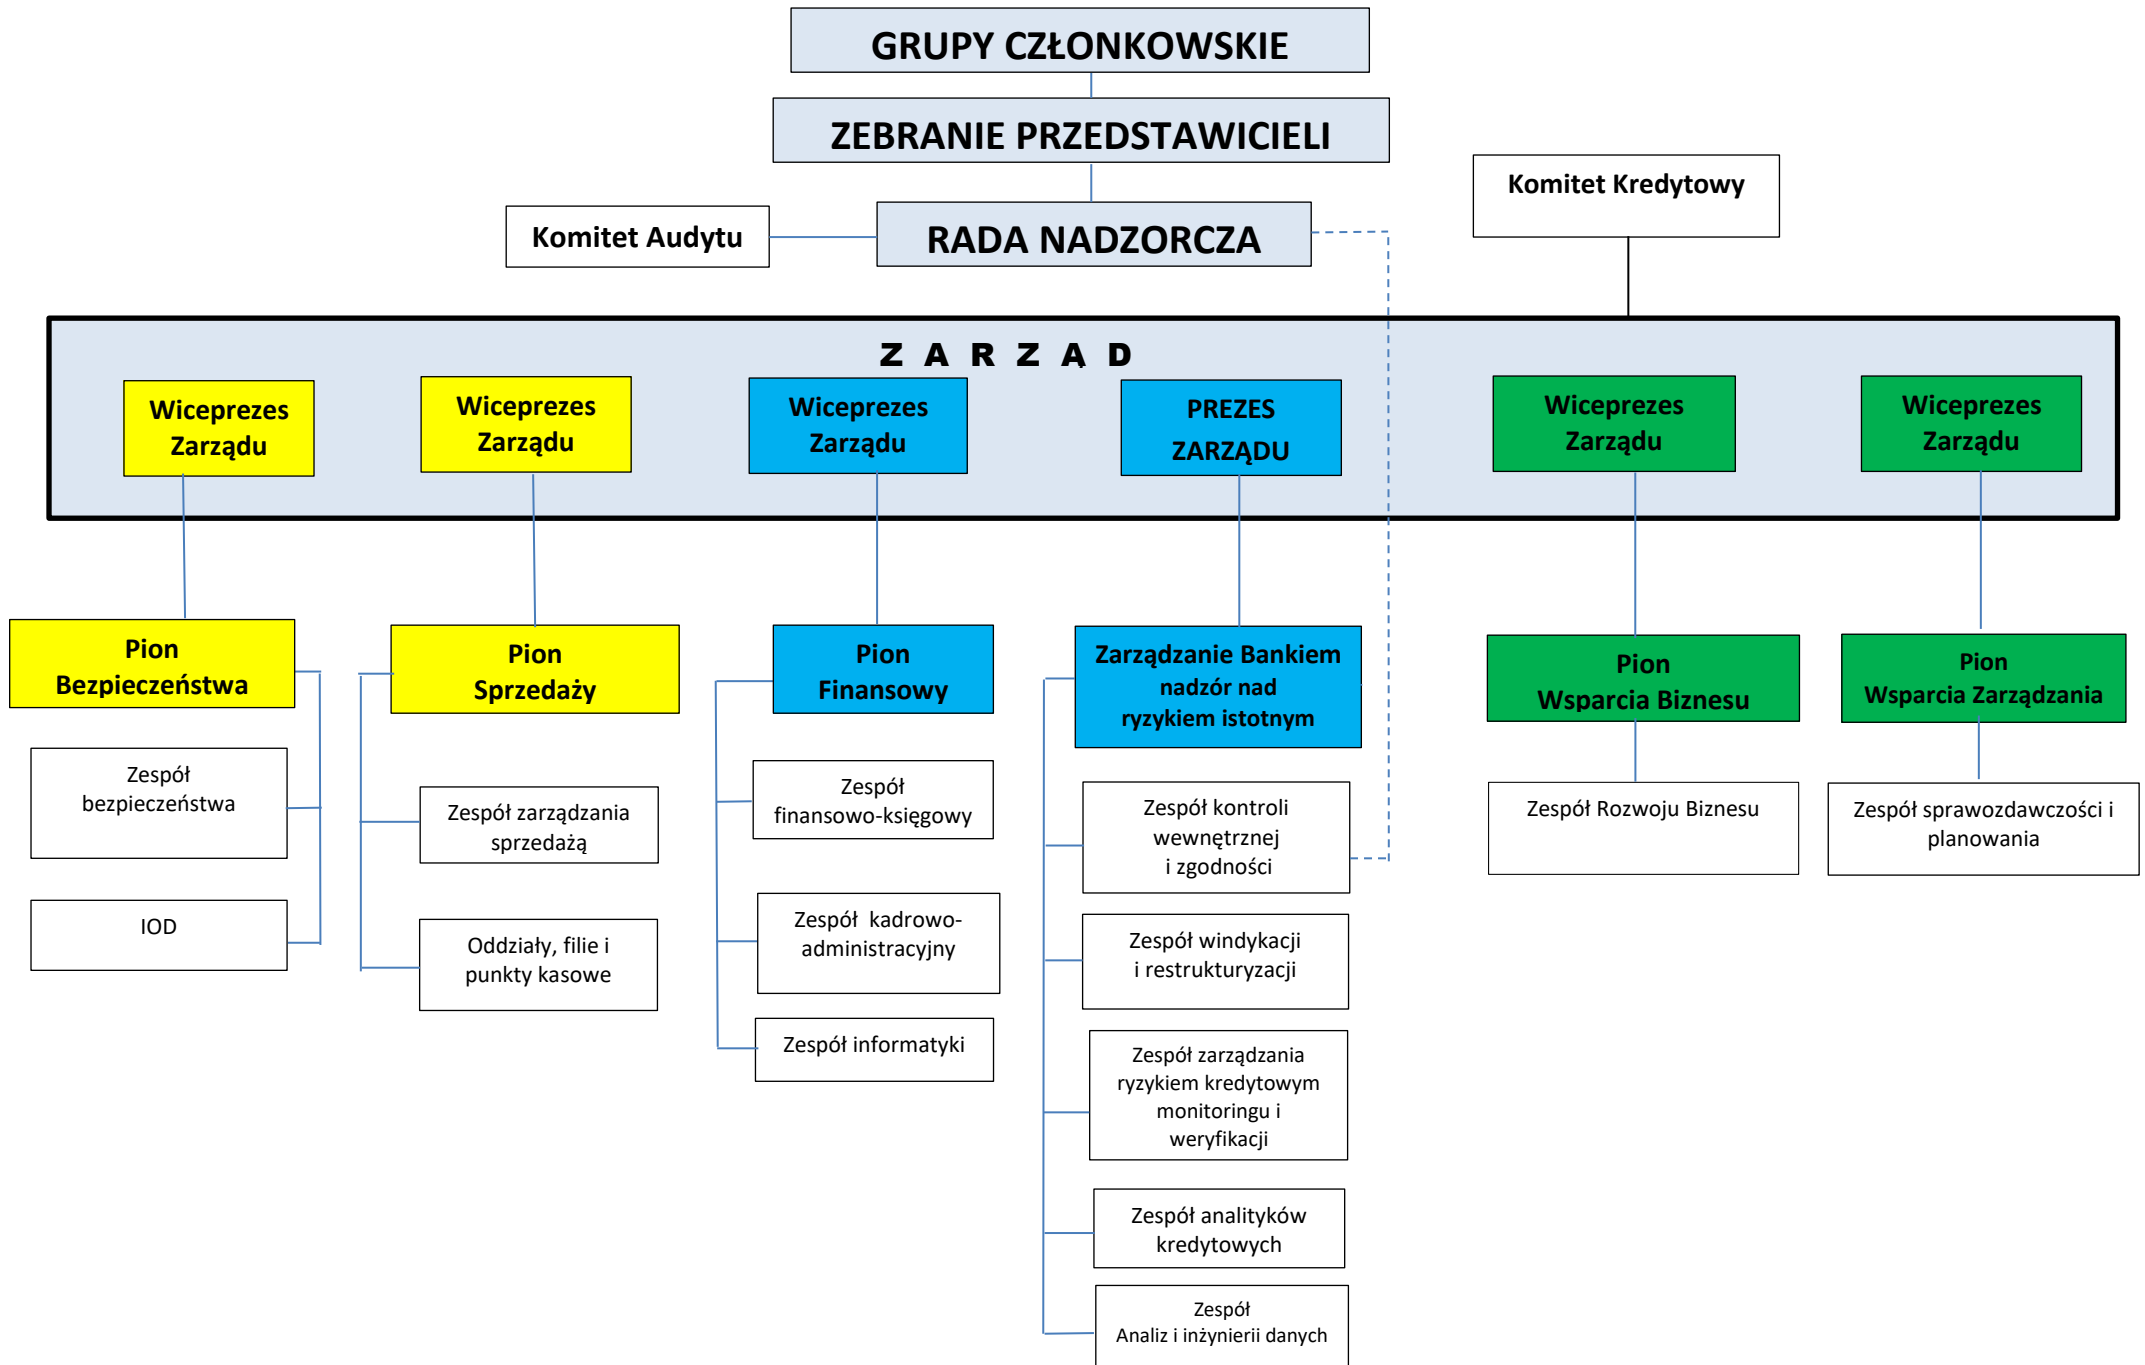 GRUPY CZŁONKOWSKIE
ZEBRANIE PRZEDSTAWICIELI
Komitet Kredytowy
Komitet Audytu
RADA NADZORCZA
Z A R Z Ą D
Wiceprezes
Zarządu
Wiceprezes
Zarządu
Wiceprezes
Zarządu
PREZES
ZARZĄDU
Wiceprezes
Zarządu
Wiceprezes
Zarządu
Pion
Bezpieczeństwa
Pion
Sprzedaży
Pion
Finansowy
Zarządzanie Bankiem
nadzór nad
ryzykiem istotnym
Pion
Wsparcia Biznesu
Pion
Wsparcia Zarządzania
Zespół
bezpieczeństwa
IOD
Zespół zarządzania
sprzedażą
Oddziały, filie i
punkty kasowe
Zespół
finansowo-księgowy
Zespół kadrowo-
administracyjny
Zespół informatyki
Zespół kontroli
wewnętrznej
i zgodności
Zespół windykacji
i restrukturyzacji
Zespół zarządzania
ryzykiem kredytowym
monitoringu i
weryfikacji
Zespół analityków
kredytowych
Zespół
Analiz i inżynierii danych
Zespół Rozwoju Biznesu
Zespół sprawozdawczości i
planowania